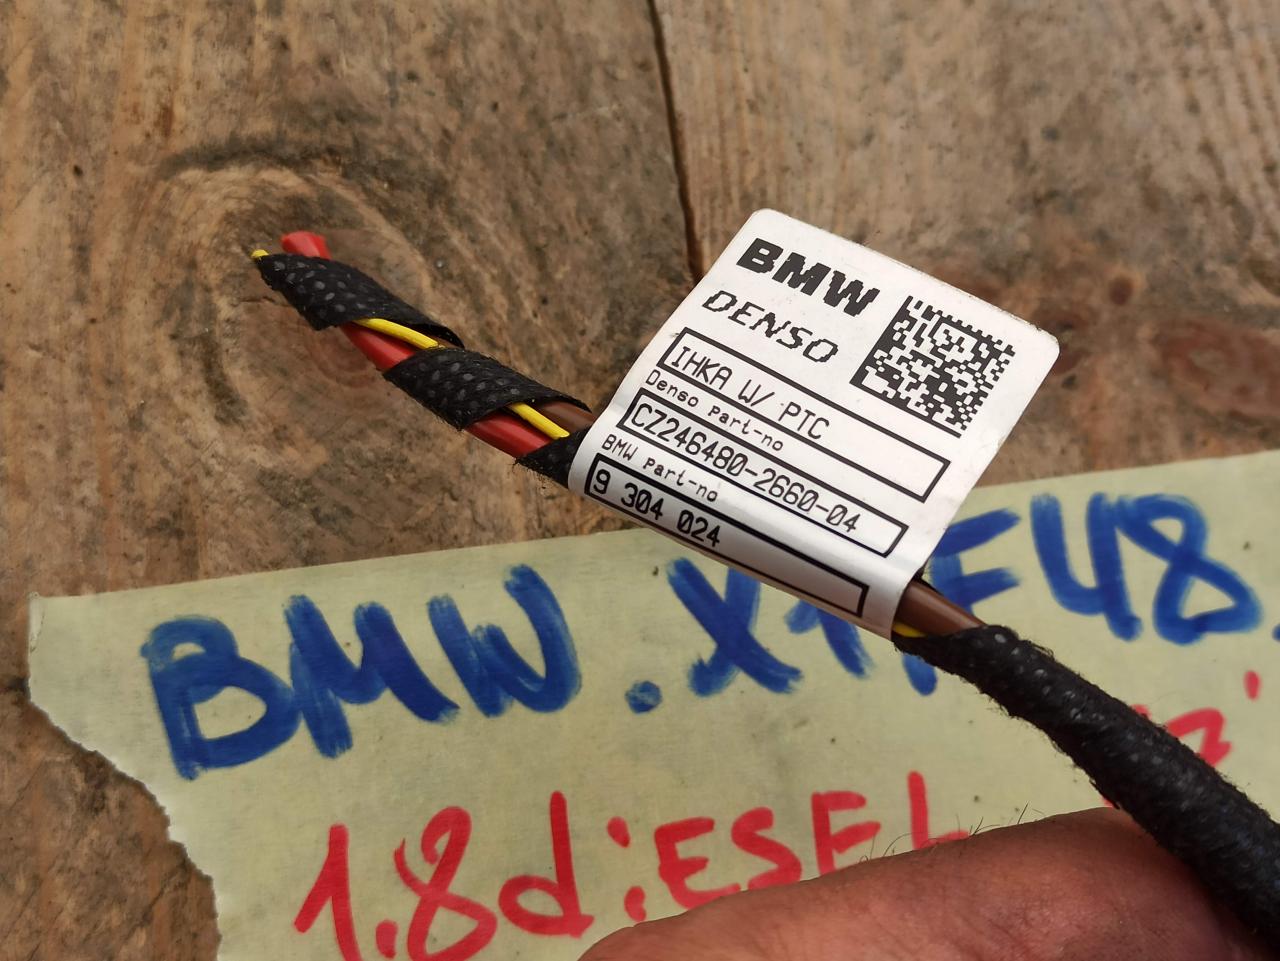 BMW
DENSO
IHKA W/ PTC
Denso Part-no
CZ246480-2660-04
BMW Part-no
9 304 024
BMW. X1 F48.
1.8d iESEL